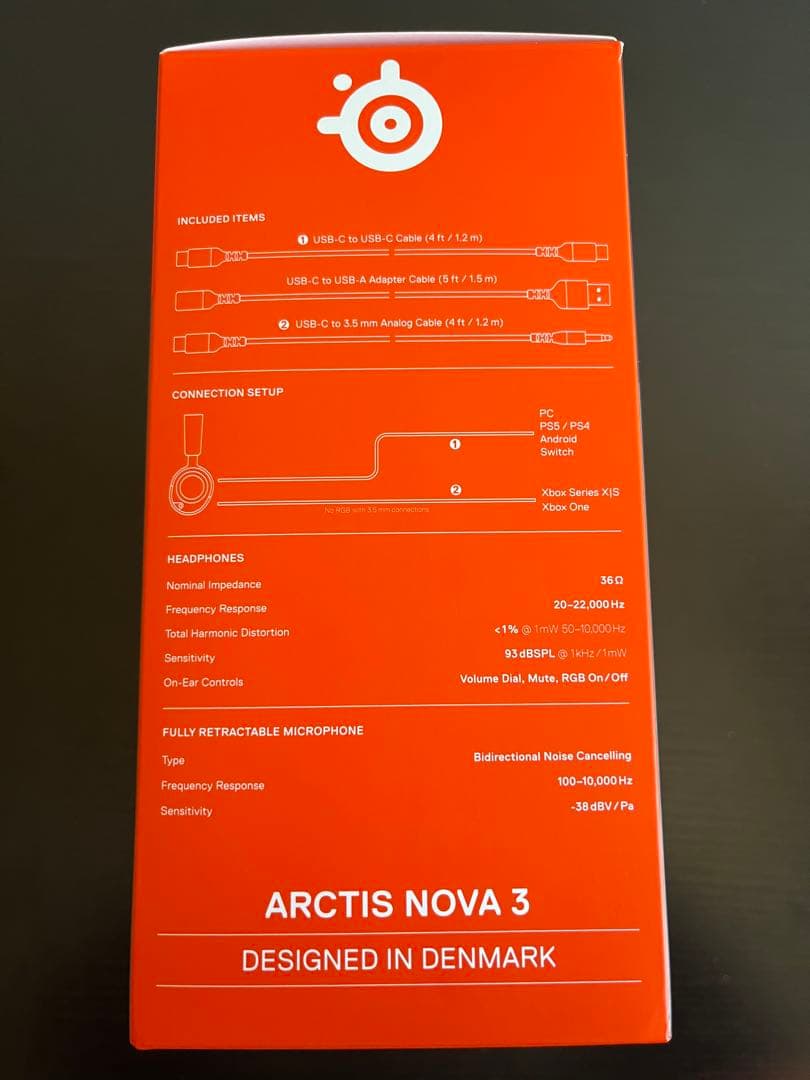 INCLUDED ITEMS
1 USB-C to USB-C Cable (4 ft / 1.2 m)
USB-C to USB-A Adapter Cable (5 ft / 1.5 m)
2 USB-C to 3.5 mm Analog Cable (4 ft / 1.2 m)
CONNECTION SETUP
1
PC
PS5 / PS4
Android
Switch
2
Xbox Series X|S
Xbox One
No RGB with 3.5 mm connections
HEADPHONES
Nominal Impedance 36 Ω
Frequency Response 20–22,000 Hz
Total Harmonic Distortion <1% @ 1mW 50–10,000 Hz
Sensitivity 93 dBSPL @ 1kHz / 1mW
On-Ear Controls Volume Dial, Mute, RGB On / Off
FULLY RETRACTABLE MICROPHONE
Type Bidirectional Noise Cancelling
Frequency Response 100–10,000 Hz
Sensitivity -38 dBV / Pa
ARCTIS NOVA 3
DESIGNED IN DENMARK